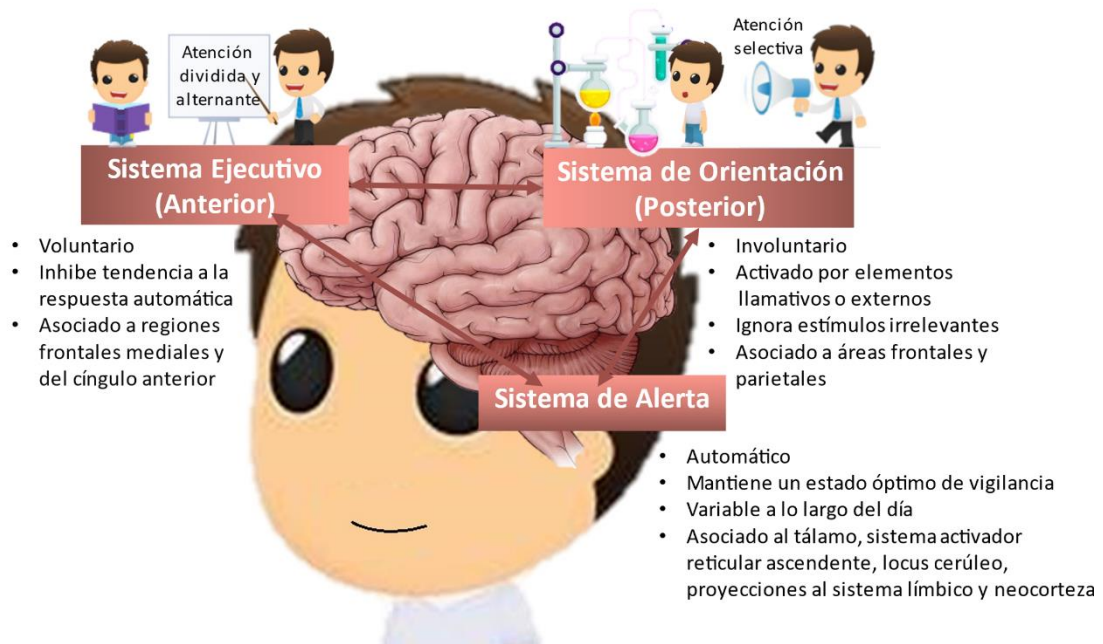 Atención
dividida y
alternante
Atención
selectiva
Sistema Ejecutivo
(Anterior)
Sistema de Orientación
(Posterior)
• Voluntario
• Inhibe tendencia a la
respuesta automática
• Asociado a regiones
frontales mediales y
del cíngulo anterior
• Involuntario
• Activado por elementos
llamativos o externos
• Ignora estímulos irrelevantes
• Asociado a áreas frontales y
parietales
Sistema de Alerta
• Automático
• Mantiene un estado óptimo de vigilancia
• Variable a lo largo del día
• Asociado al tálamo, sistema activador
reticular ascendente, locus cerúleo,
proyecciones al sistema límbico y neocorteza